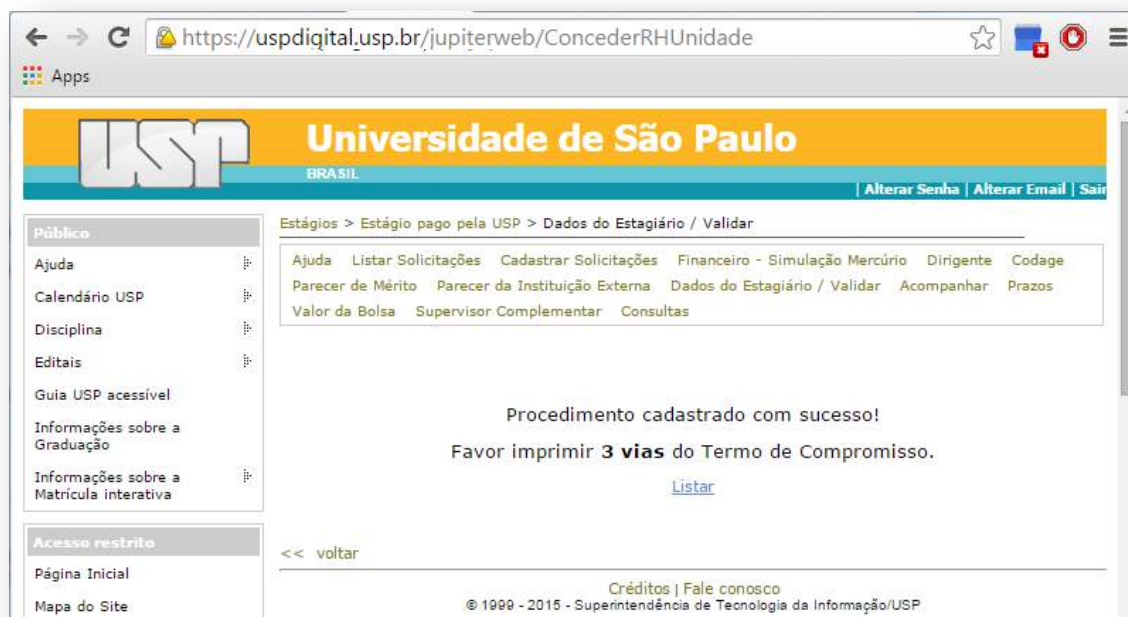 https://uspdigital.usp.br/jupiterweb/ConcederRHUnidade
Apps
USP
Universidade de São Paulo
BRASIL
| Alterar Senha | Alterar Email | Sair
Público
Ajuda
Calendário USP
Disciplina
Editais
Guia USP acessível
Informações sobre a
Graduação
Informações sobre a
Matrícula interativa
Acesso restrito
Página Inicial
Mapa do Site
Estágios > Estágio pago pela USP > Dados do Estagiário / Validar
Ajuda Listar Solicitações Cadastrar Solicitações Financeiro - Simulação Mercúrio Dirigente Codage
Parecer de Mérito Parecer da Instituição Externa Dados do Estagiário / Validar Acompanhar Prazos
Valor da Bolsa Supervisor Complementar Consultas
Procedimento cadastrado com sucesso!
Favor imprimir 3 vias do Termo de Compromisso.
Listar
<< voltar
Créditos | Fale conosco
© 1999 - 2015 - Superintendência de Tecnologia da Informação/USP